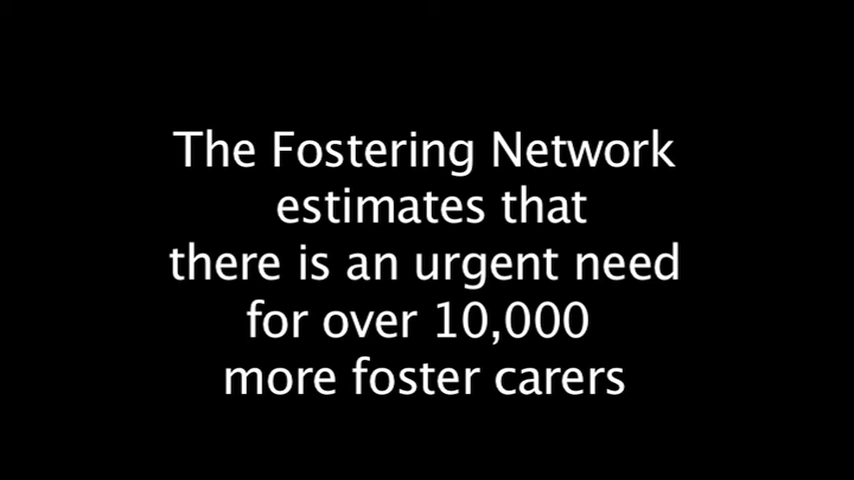 The Fostering Network
estimates that
there is an urgent need
for over 10,000
more foster carers